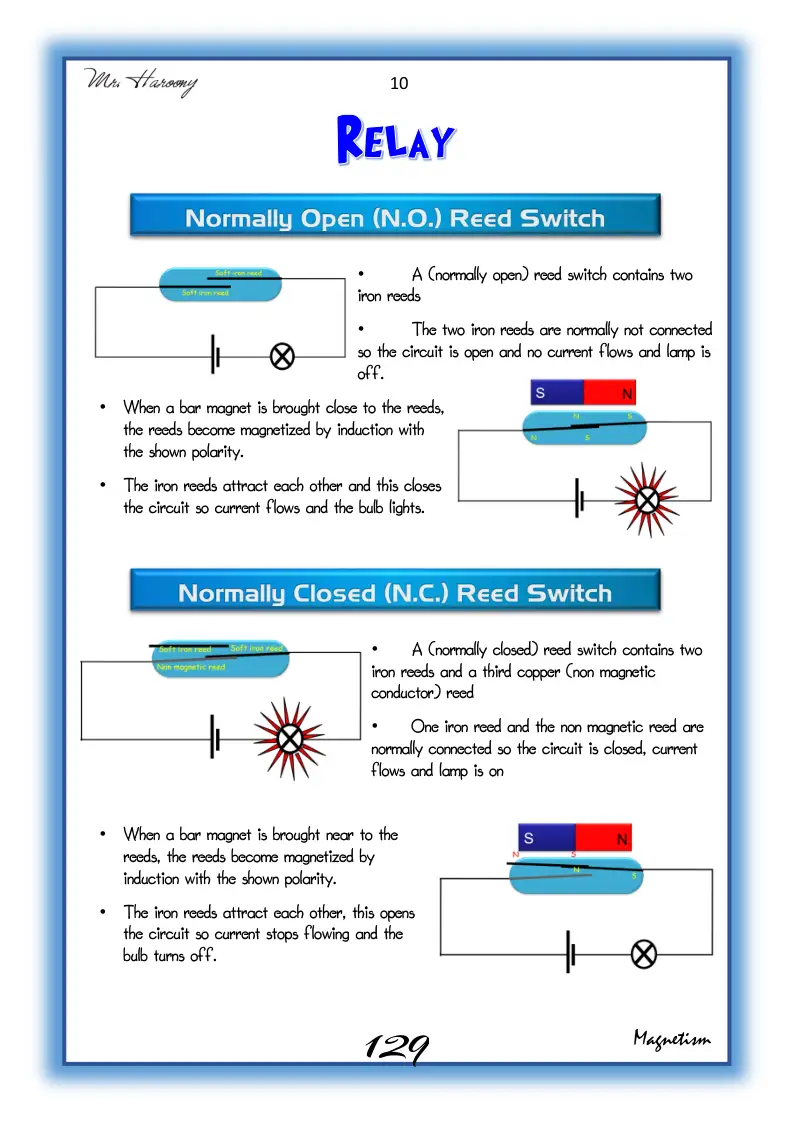 Mr. Haroony
10
RELAY
Normally Open (N.O.) Reed Switch
Soft iron reed
Soft iron reed
• A (normally open) reed switch contains two
iron reeds
• The two iron reeds are normally not connected
so the circuit is open and no current flows and lamp is
off.
S N
N S
N S
• When a bar magnet is brought close to the reeds,
the reeds become magnetized by induction with
the shown polarity.
• The iron reeds attract each other and this closes
the circuit so current flows and the bulb lights.
Normally Closed (N.C.) Reed Switch
Soft iron reed Soft iron reed
Non magnetic reed
• A (normally closed) reed switch contains two
iron reeds and a third copper (non magnetic
conductor) reed
• One iron reed and the non magnetic reed are
normally connected so the circuit is closed, current
flows and lamp is on
• When a bar magnet is brought near to the
reeds, the reeds become magnetized by
induction with the shown polarity.
• The iron reeds attract each other, this opens
the circuit so current stops flowing and the
bulb turns off.
S N
N S
N S
129
Magnetism